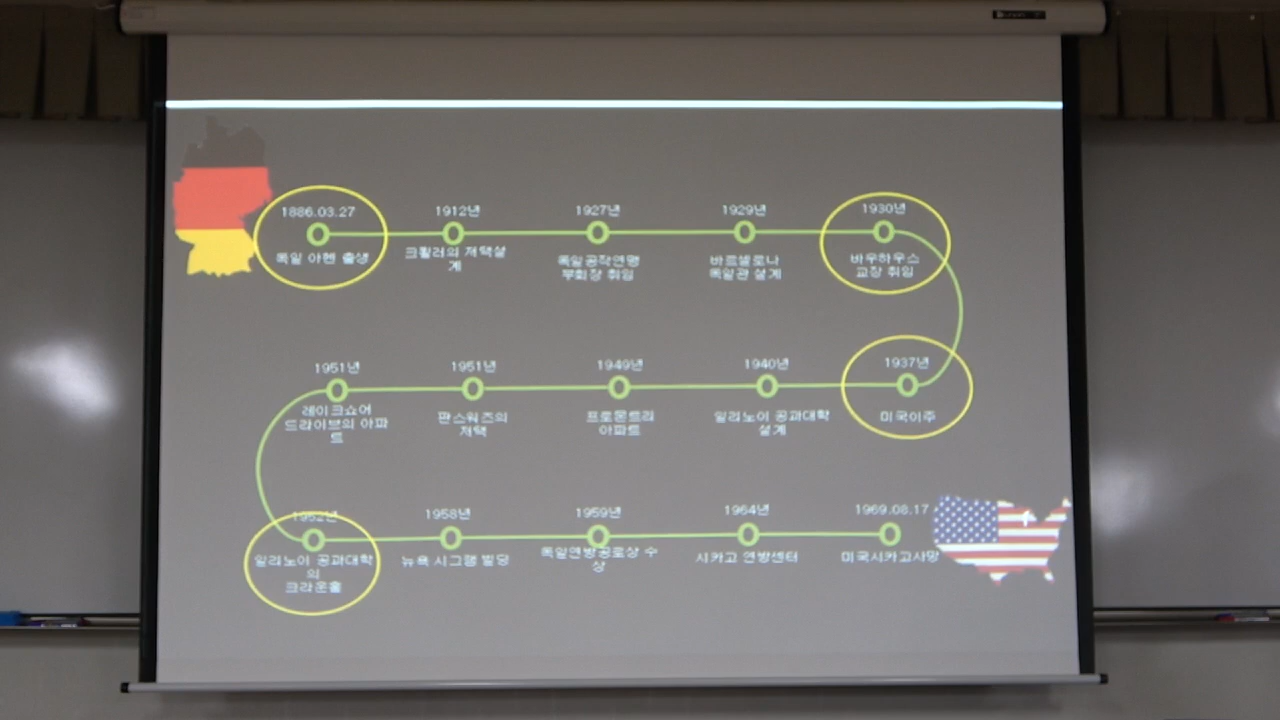 1886.03.27
독일 아헨 출생
1912년
크뢸러의 저택설
계
1927년
독일공작연맹
부회장 취임
1929년
바르셀로나
독일관 설계
1930년
바우하우스
교장 취임
1951년
레이크쇼어
드라이브의 아파
트
1951년
판스워즈의
저택
1949년
프로몬트리
아파트
1940년
일리노이 공과대학
설계
1937년
미국이주
1952년
일리노이 공과대학
의
크라운홀
1958년
뉴욕 시그램 빌딩
1959년
독일연방공로상 수
상
1964년
시카고 연방센터
1969.08.17
미국시카고사망